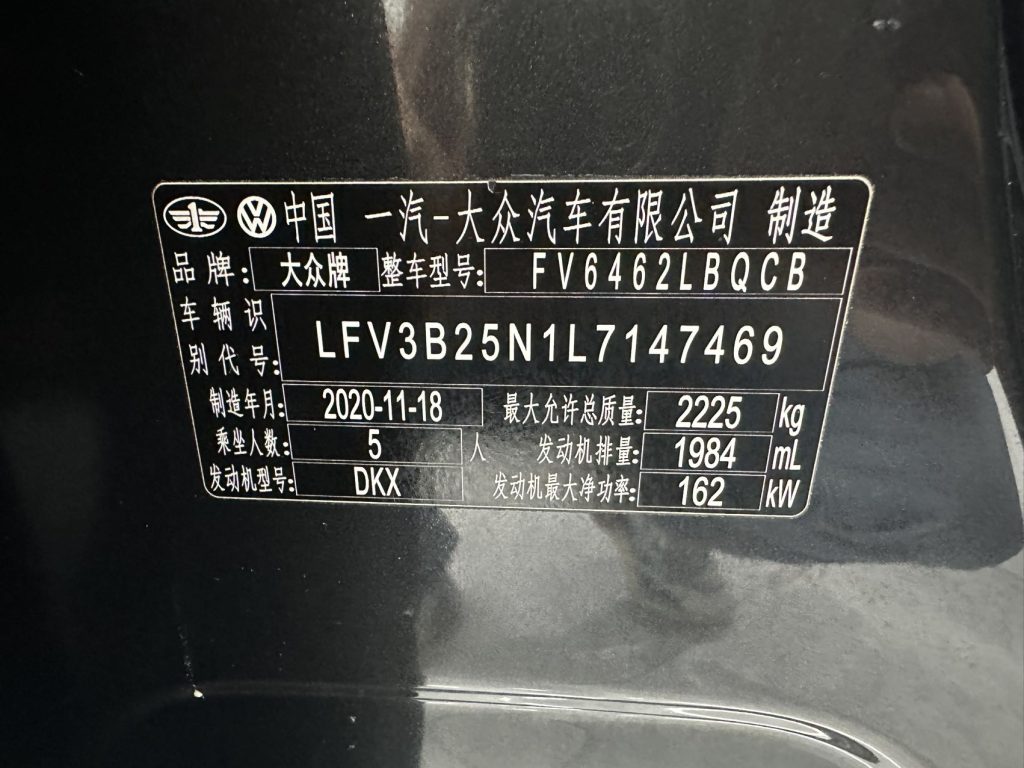 中国 一汽-大众汽车有限公司 制造
品牌: 大众牌 整车型号: FV6462LBQCB
车辆识
别代号: LFV3B25N1L7147469
制造年月: 2020-11-18 最大允许总质量: 2225 kg
乘坐人数: 5 人 发动机排量: 1984 mL
发动机型号: DKX 发动机最大净功率: 162 kW